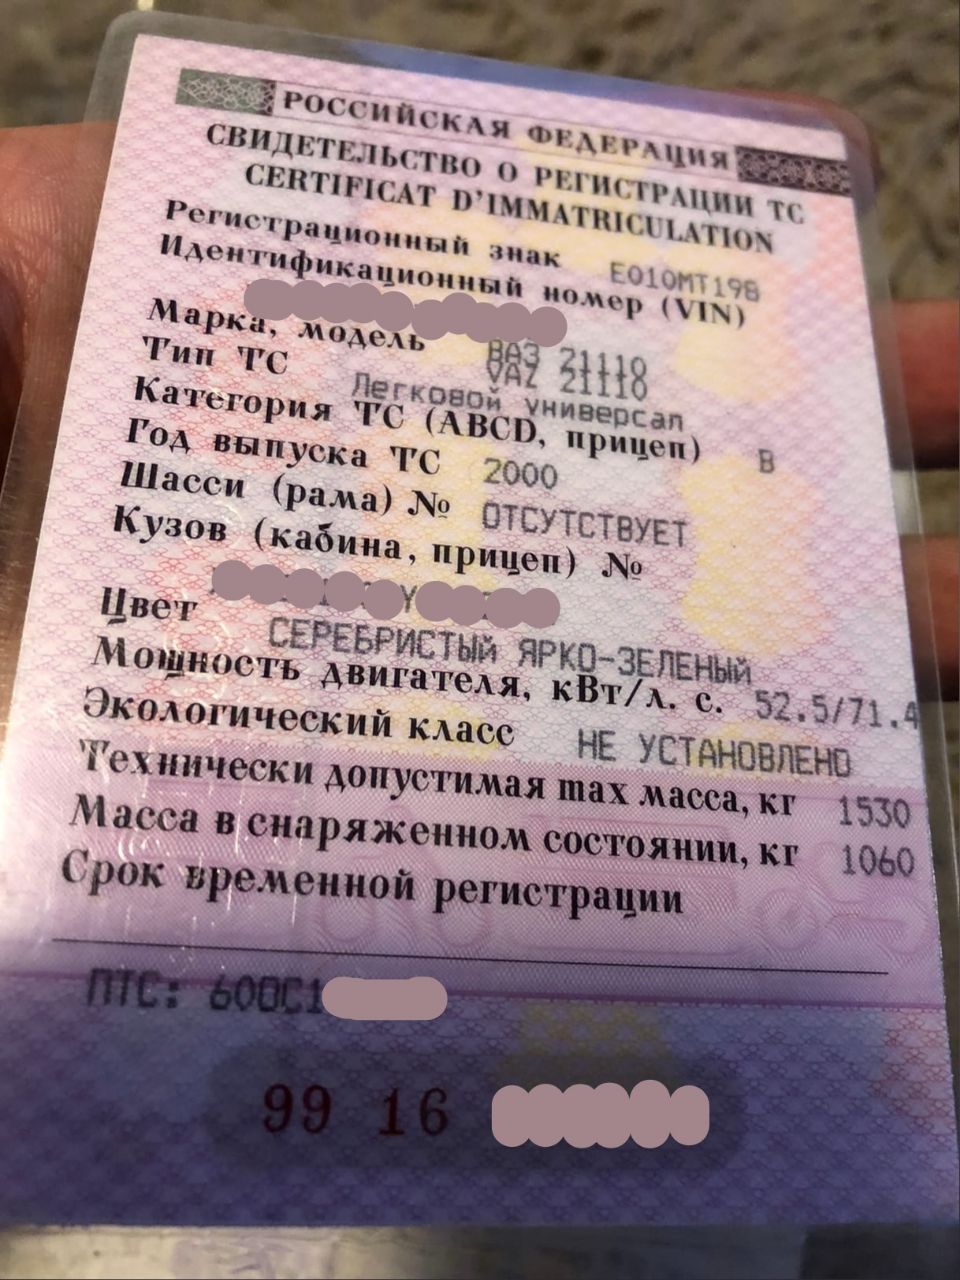 РОССИЙСКАЯ ФЕДЕРАЦИЯ
СВИДЕТЕЛЬСТВО О РЕГИСТРАЦИИ ТС
CERTIFICAT D'IMMATRICULATION
Регистрационный знак Е010МТ198
Идентификационный номер (VIN)
Марка, модель ВАЗ 21110
VAZ 21110
Тип ТС Легковой универсал
Категория ТС (ABCD, прицеп) B
Год выпуска ТС 2000
Шасси (рама) № ОТСУТСТВУЕТ
Кузов (кабина, прицеп) №
Цвет СЕРЕБРИСТЫЙ ЯРКО-ЗЕЛЕНЫЙ
Мощность двигателя, кВт/л. с. 52.5/71.4
Экологический класс НЕ УСТАНОВЛЕНО
Технически допустимая max масса, кг 1530
Масса в снаряженном состоянии, кг 1060
Срок временной регистрации
ПТС:
99 16